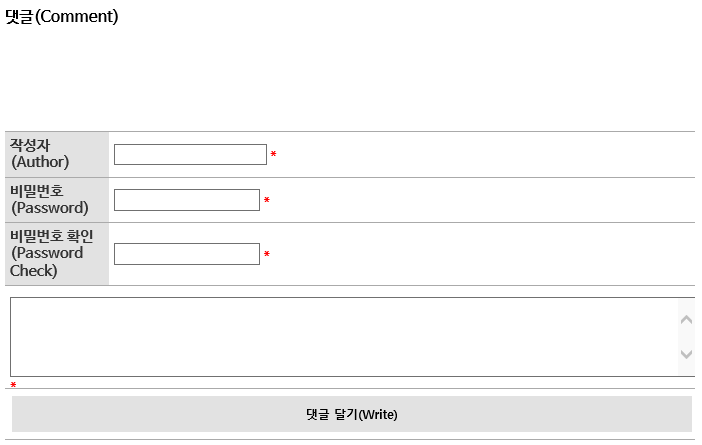 댓글(Comment)
작성자
(Author)
*
비밀번호
(Password)
*
비밀번호 확인
(Password
Check)
*
*
댓글 달기(Write)